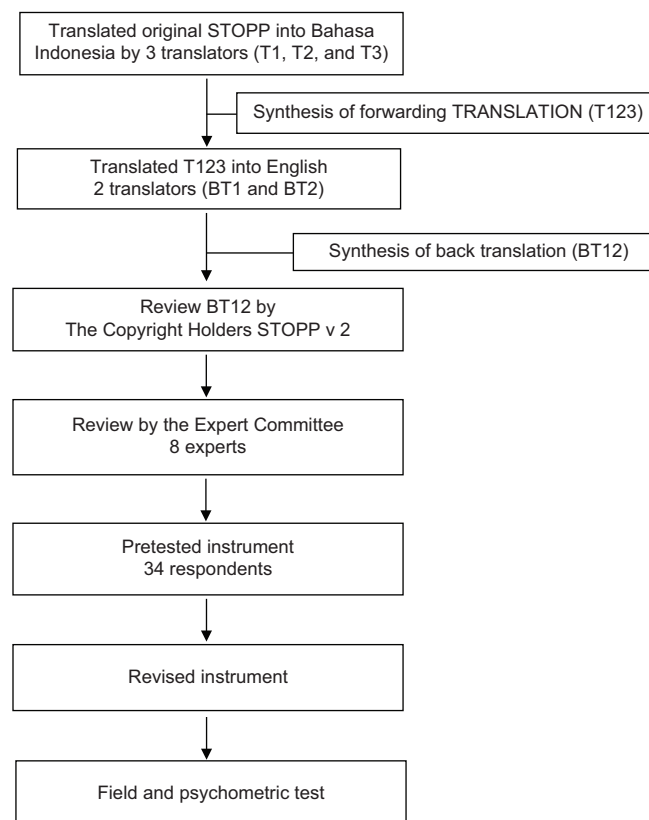 Translated original STOPP into Bahasa
Indonesia by 3 translators (T1, T2, and T3)
Synthesis of forwarding TRANSLATION (T123)
Translated T123 into English
2 translators (BT1 and BT2)
Synthesis of back translation (BT12)
Review BT12 by
The Copyright Holders STOPP v 2
Review by the Expert Committee
8 experts
Pretested instrument
34 respondents
Revised instrument
Field and psychometric test